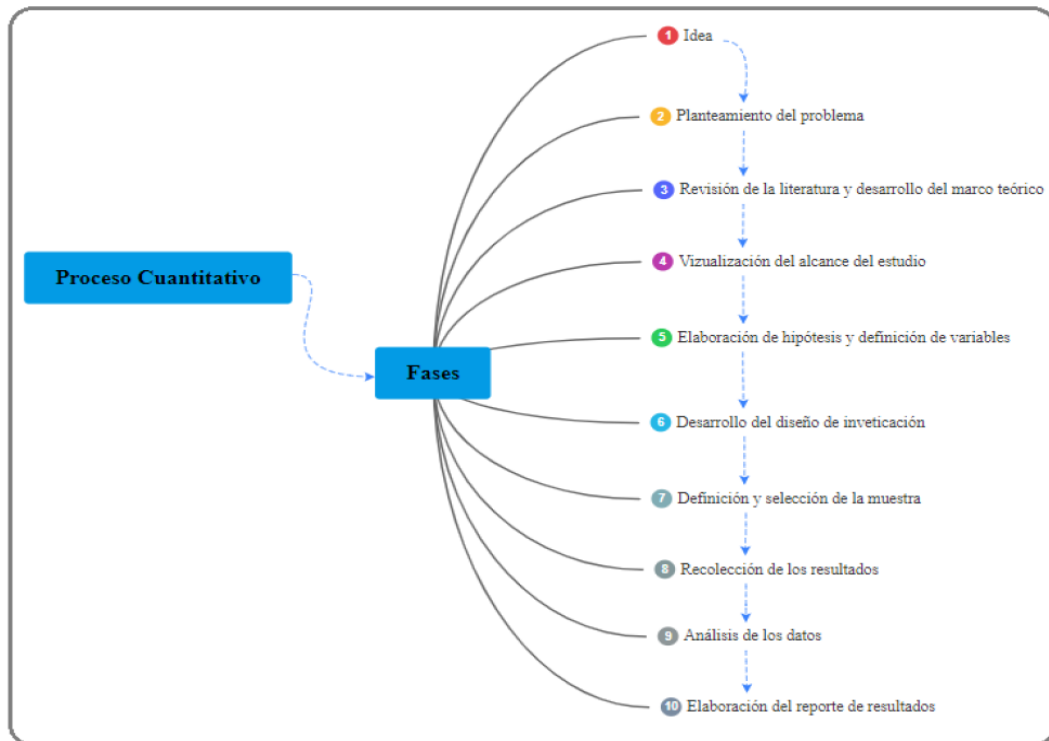 1 Idea
2 Planteamiento del problema
3 Revisión de la literatura y desarrollo del marco teórico
4 Vizualización del alcance del estudio
Proceso Cuantitativo
5 Elaboración de hipótesis y definición de variables
Fases
6 Desarrollo del diseño de inveticación
7 Definición y selección de la muestra
8 Recolección de los resultados
9 Análisis de los datos
10 Elaboración del reporte de resultados